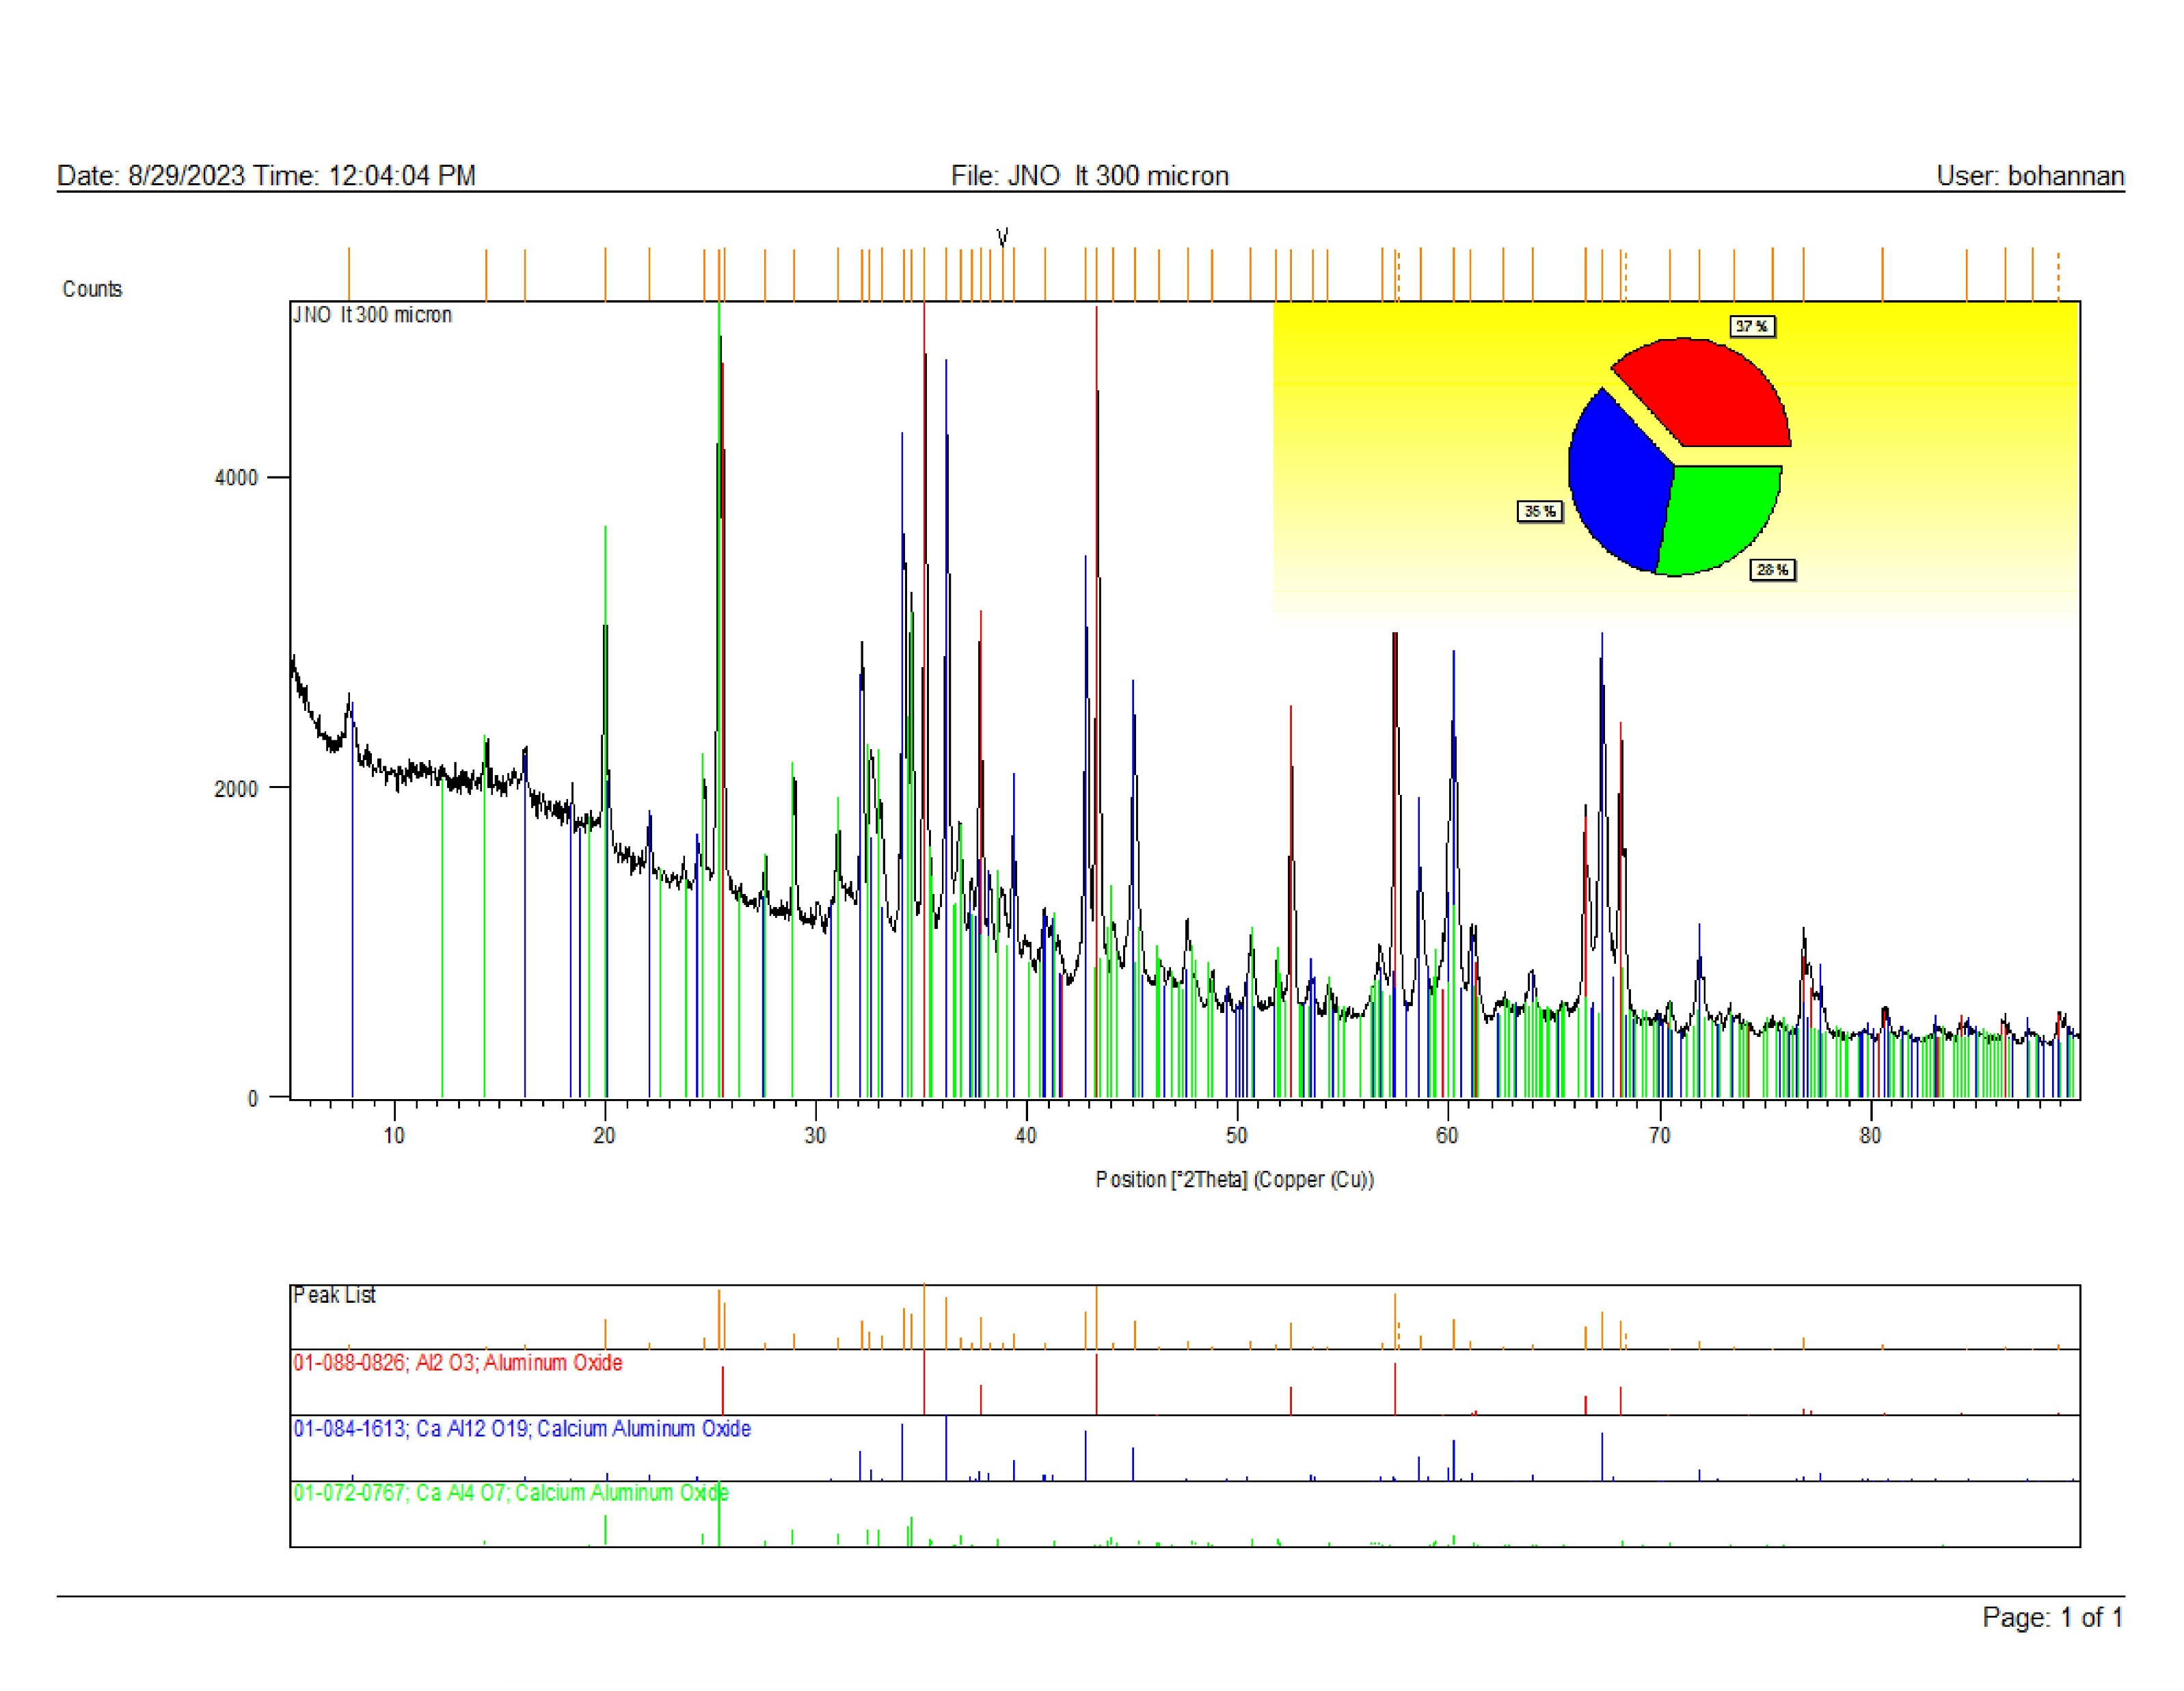 Date: 8/29/2023 Time: 12:04:04 PM File: JNO lt 300 micron User: bohannan
Counts
JNO lt 300 micron
37 %
4000
35 %
28 %
2000
0
10 20 30 40 50 60 70 80
Position [°2Theta] (Copper (Cu))
Peak List
01-088-0826; Al2 O3; Aluminum Oxide
01-084-1613; Ca Al12 O19; Calcium Aluminum Oxide
01-072-0767; Ca Al4 O7; Calcium Aluminum Oxide
Page: 1 of 1